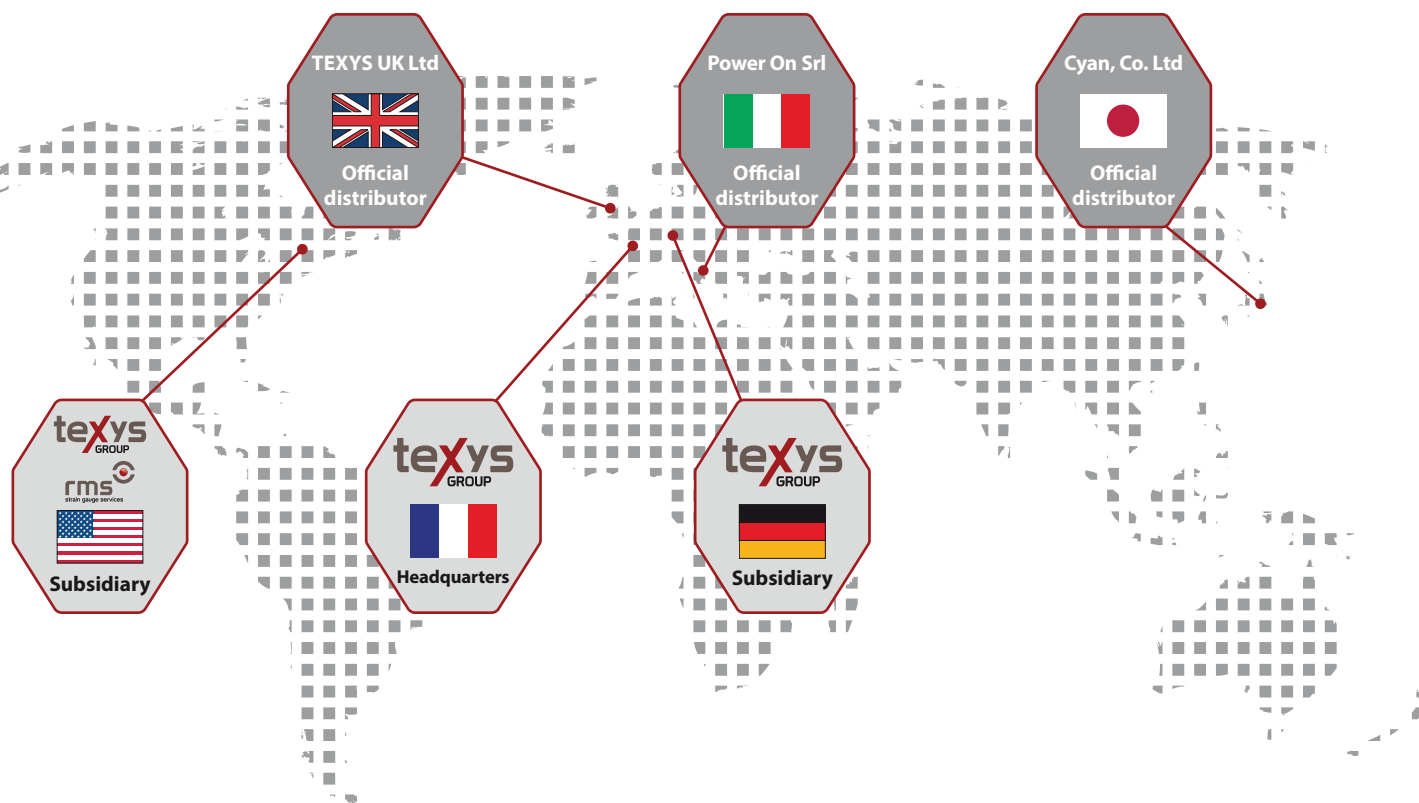 TEXYS UK Ltd
Official
distributor
Power On Srl
Official
distributor
Cyan, Co. Ltd
Official
distributor
teXys
GROUP
rms
strain gauge services
Subsidiary
teXys
GROUP
Headquarters
teXys
GROUP
Subsidiary